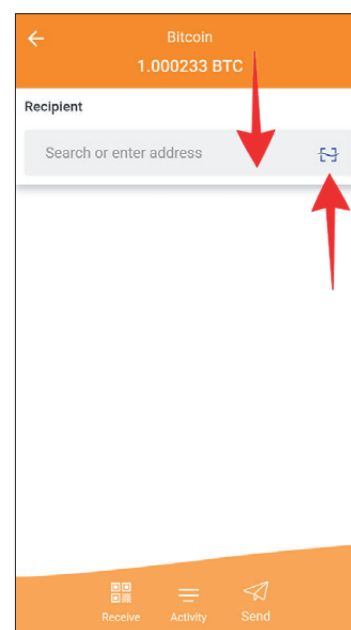 Bitcoin
1.000233 BTC
Recipient
Search or enter address
Receive Activity Send